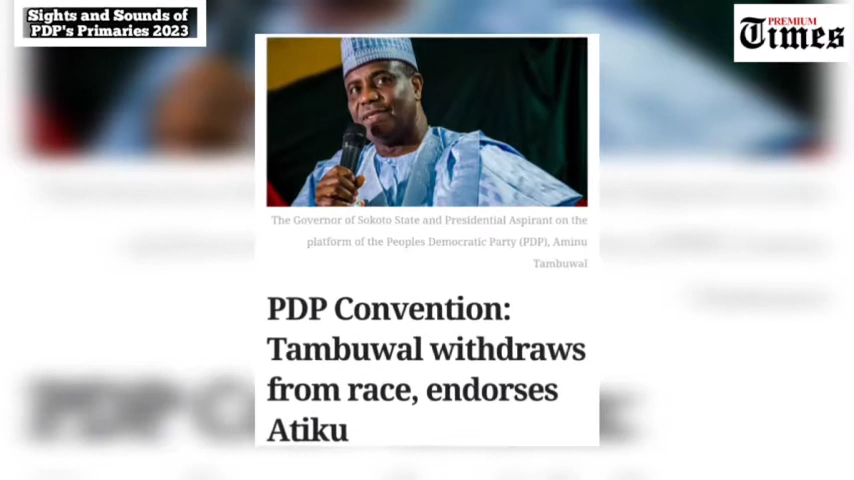 Sights and Sounds of
PDP's Primaries 2023
PREMIUM
Times
The Governor of Sokoto State and Presidential Aspirant on the
platform of the Peoples Democratic Party (PDP), Aminu
Tambuwal
PDP Convention:
Tambuwal withdraws
from race, endorses
Atiku